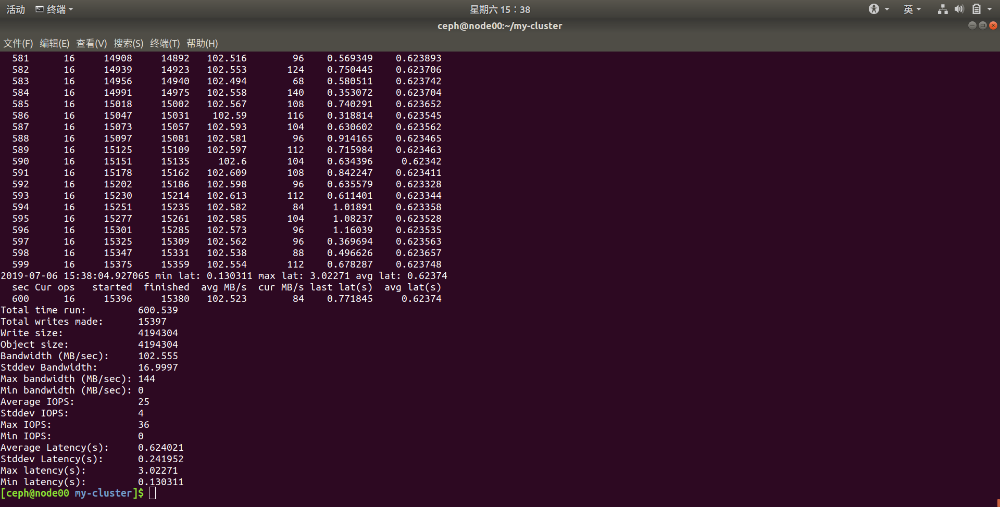 活动 终端 星期六 15：38 英
ceph@node00:~/my-cluster
文件(F) 编辑(E) 查看(V) 搜索(S) 终端(T) 帮助(H)
581 16 14908 14892 102.516 96 0.569349 0.623893
582 16 14939 14923 102.553 124 0.750445 0.623706
583 16 14956 14940 102.494 68 0.580511 0.623742
584 16 14991 14975 102.558 140 0.353072 0.623704
585 16 15018 15002 102.567 108 0.740291 0.623652
586 16 15047 15031 102.59 116 0.318814 0.623545
587 16 15073 15057 102.593 104 0.630602 0.623562
588 16 15097 15081 102.581 96 0.914165 0.623465
589 16 15125 15109 102.597 112 0.715984 0.623463
590 16 15151 15135 102.6 104 0.634396 0.62342
591 16 15178 15162 102.609 108 0.842247 0.623411
592 16 15202 15186 102.598 96 0.635579 0.623328
593 16 15230 15214 102.613 112 0.611401 0.623344
594 16 15251 15235 102.582 84 1.01891 0.623358
595 16 15277 15261 102.585 104 1.08237 0.623528
596 16 15301 15285 102.573 96 1.16039 0.623535
597 16 15325 15309 102.562 96 0.369694 0.623563
598 16 15347 15331 102.538 88 0.496626 0.623657
599 16 15375 15359 102.554 112 0.678287 0.623748
2019-07-06 15:38:04.927065 min lat: 0.130311 max lat: 3.02271 avg lat: 0.62374
sec Cur ops started finished avg MB/s cur MB/s last lat(s) avg lat(s)
600 16 15396 15380 102.523 84 0.771845 0.62374
Total time run: 600.539
Total writes made: 15397
Write size: 4194304
Object size: 4194304
Bandwidth (MB/sec): 102.555
Stddev Bandwidth: 16.9997
Max bandwidth (MB/sec): 144
Min bandwidth (MB/sec): 0
Average IOPS: 25
Stddev IOPS: 4
Max IOPS: 36
Min IOPS: 0
Average Latency(s): 0.624021
Stddev Latency(s): 0.241952
Max latency(s): 3.02271
Min latency(s): 0.130311
[ceph@node00 my-cluster]$